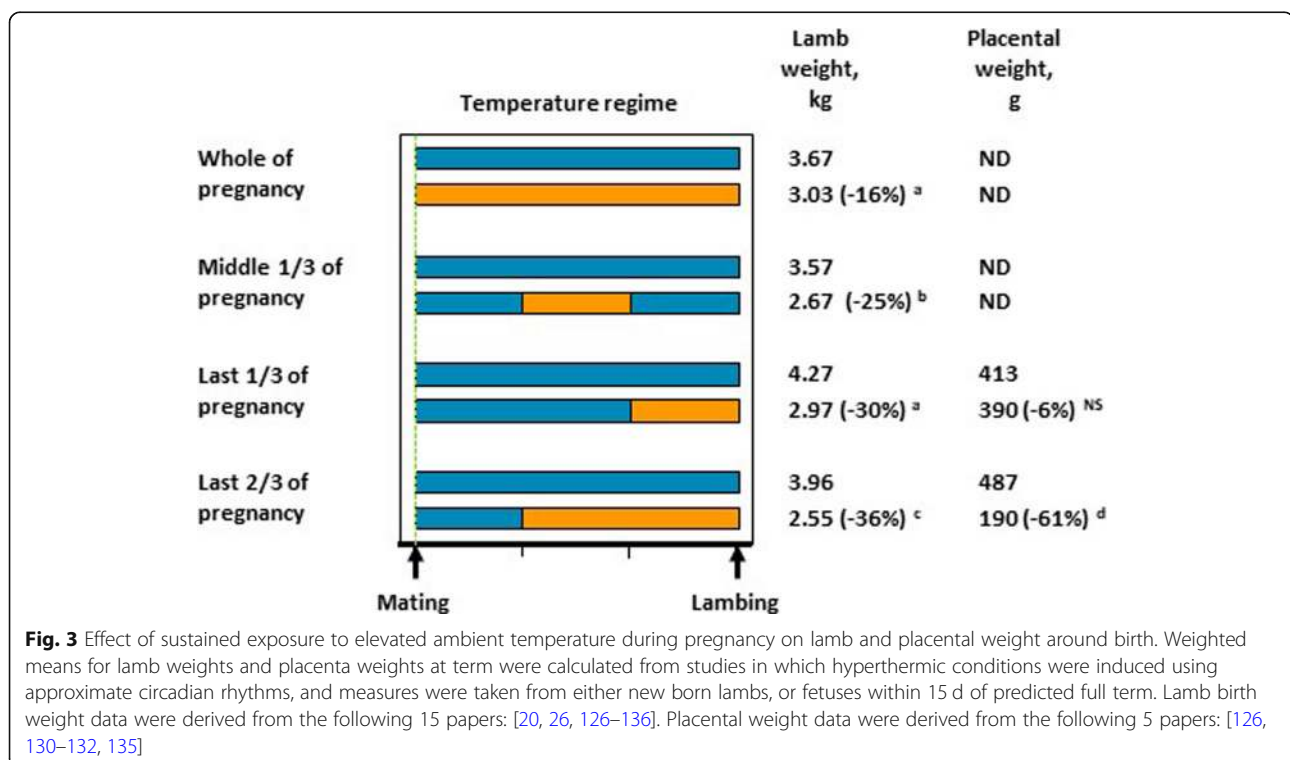 Lamb weight, kg
Placental weight, g
Temperature regime
Whole of pregnancy
3.67 ND
3.03 (-16%) a ND
Middle 1/3 of pregnancy
3.57 ND
2.67 (-25%) b ND
Last 1/3 of pregnancy
4.27 413
2.97 (-30%) a 390 (-6%) NS
Last 2/3 of pregnancy
3.96 487
2.55 (-36%) c 190 (-61%) d
Mating Lambing
Fig. 3 Effect of sustained exposure to elevated ambient temperature during pregnancy on lamb and placental weight around birth. Weighted
means for lamb weights and placenta weights at term were calculated from studies in which hyperthermic conditions were induced using
approximate circadian rhythms, and measures were taken from either new born lambs, or fetuses within 15 d of predicted full term. Lamb birth
weight data were derived from the following 15 papers: [20, 26, 126–136]. Placental weight data were derived from the following 5 papers: [126,
130–132, 135]